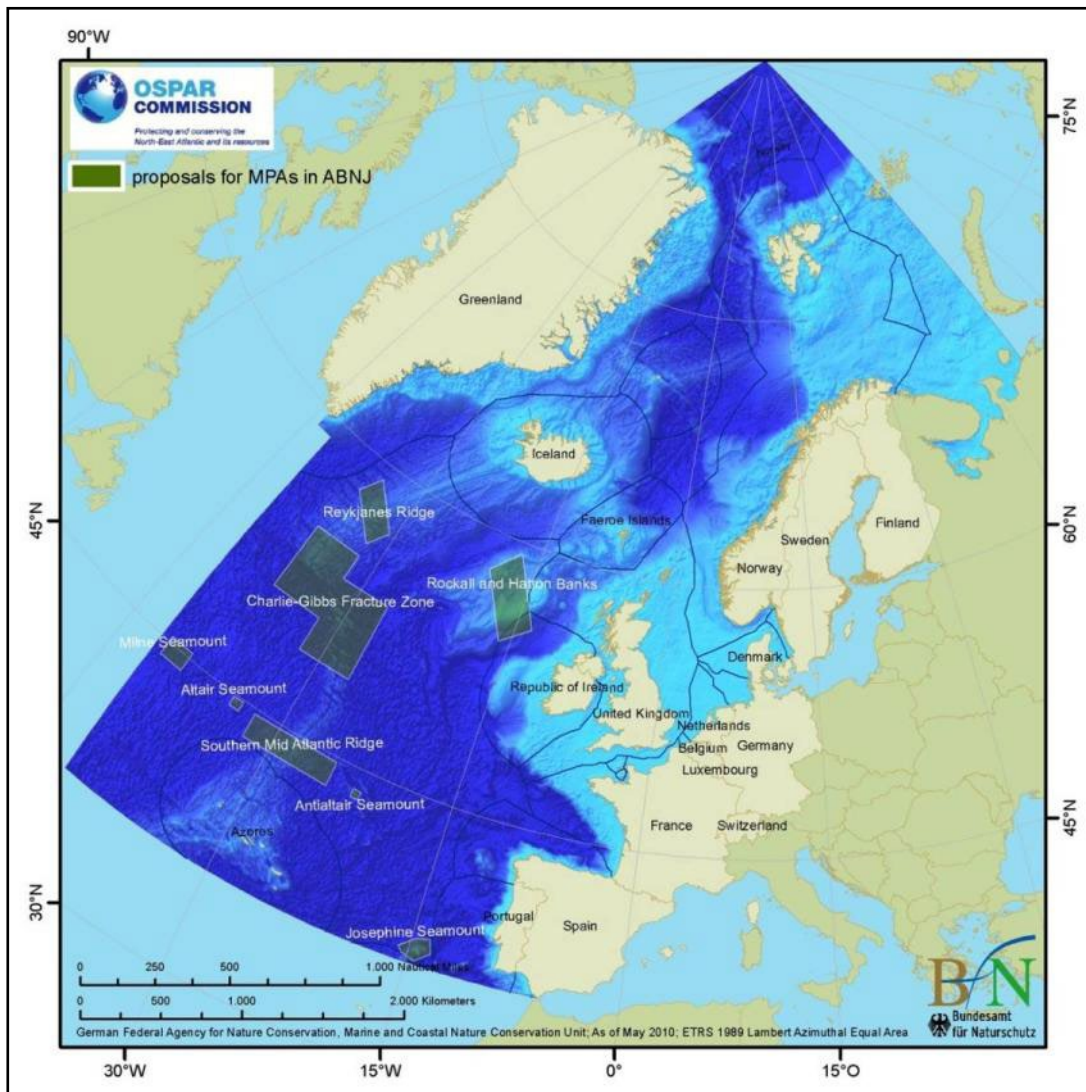 90°W
OSPAR
COMMISSION
Protecting and conserving the
North-East Atlantic and its resources
75°N
proposals for MPAs in ABNJ
Greenland
Iceland
45°N
Reykjanes Ridge
Faeroe Islands
Finland
60°N
Sweden
Norway
Rockall and Hatton Banks
Charlie-Gibbs Fracture Zone
Milne Seamount
Denmark
Altair Seamount
Republic of Ireland
United Kingdom
Netherlands
Southern Mid Atlantic Ridge
Belgium
Germany
Luxembourg
Antialtair Seamount
Azores
France
Switzerland
45°N
30°N
Portugal
Spain
Josephine Seamount
0 250 500 1.000 Nautical Miles
0 500 1.000 2.000 Kilometers
BfN
Bundesamt
für Naturschutz
German Federal Agency for Nature Conservation, Marine and Coastal Nature Conservation Unit; As of May 2010; ETRS 1989 Lambert Azimuthal Equal Area
30°W
15°W
0°
15°O